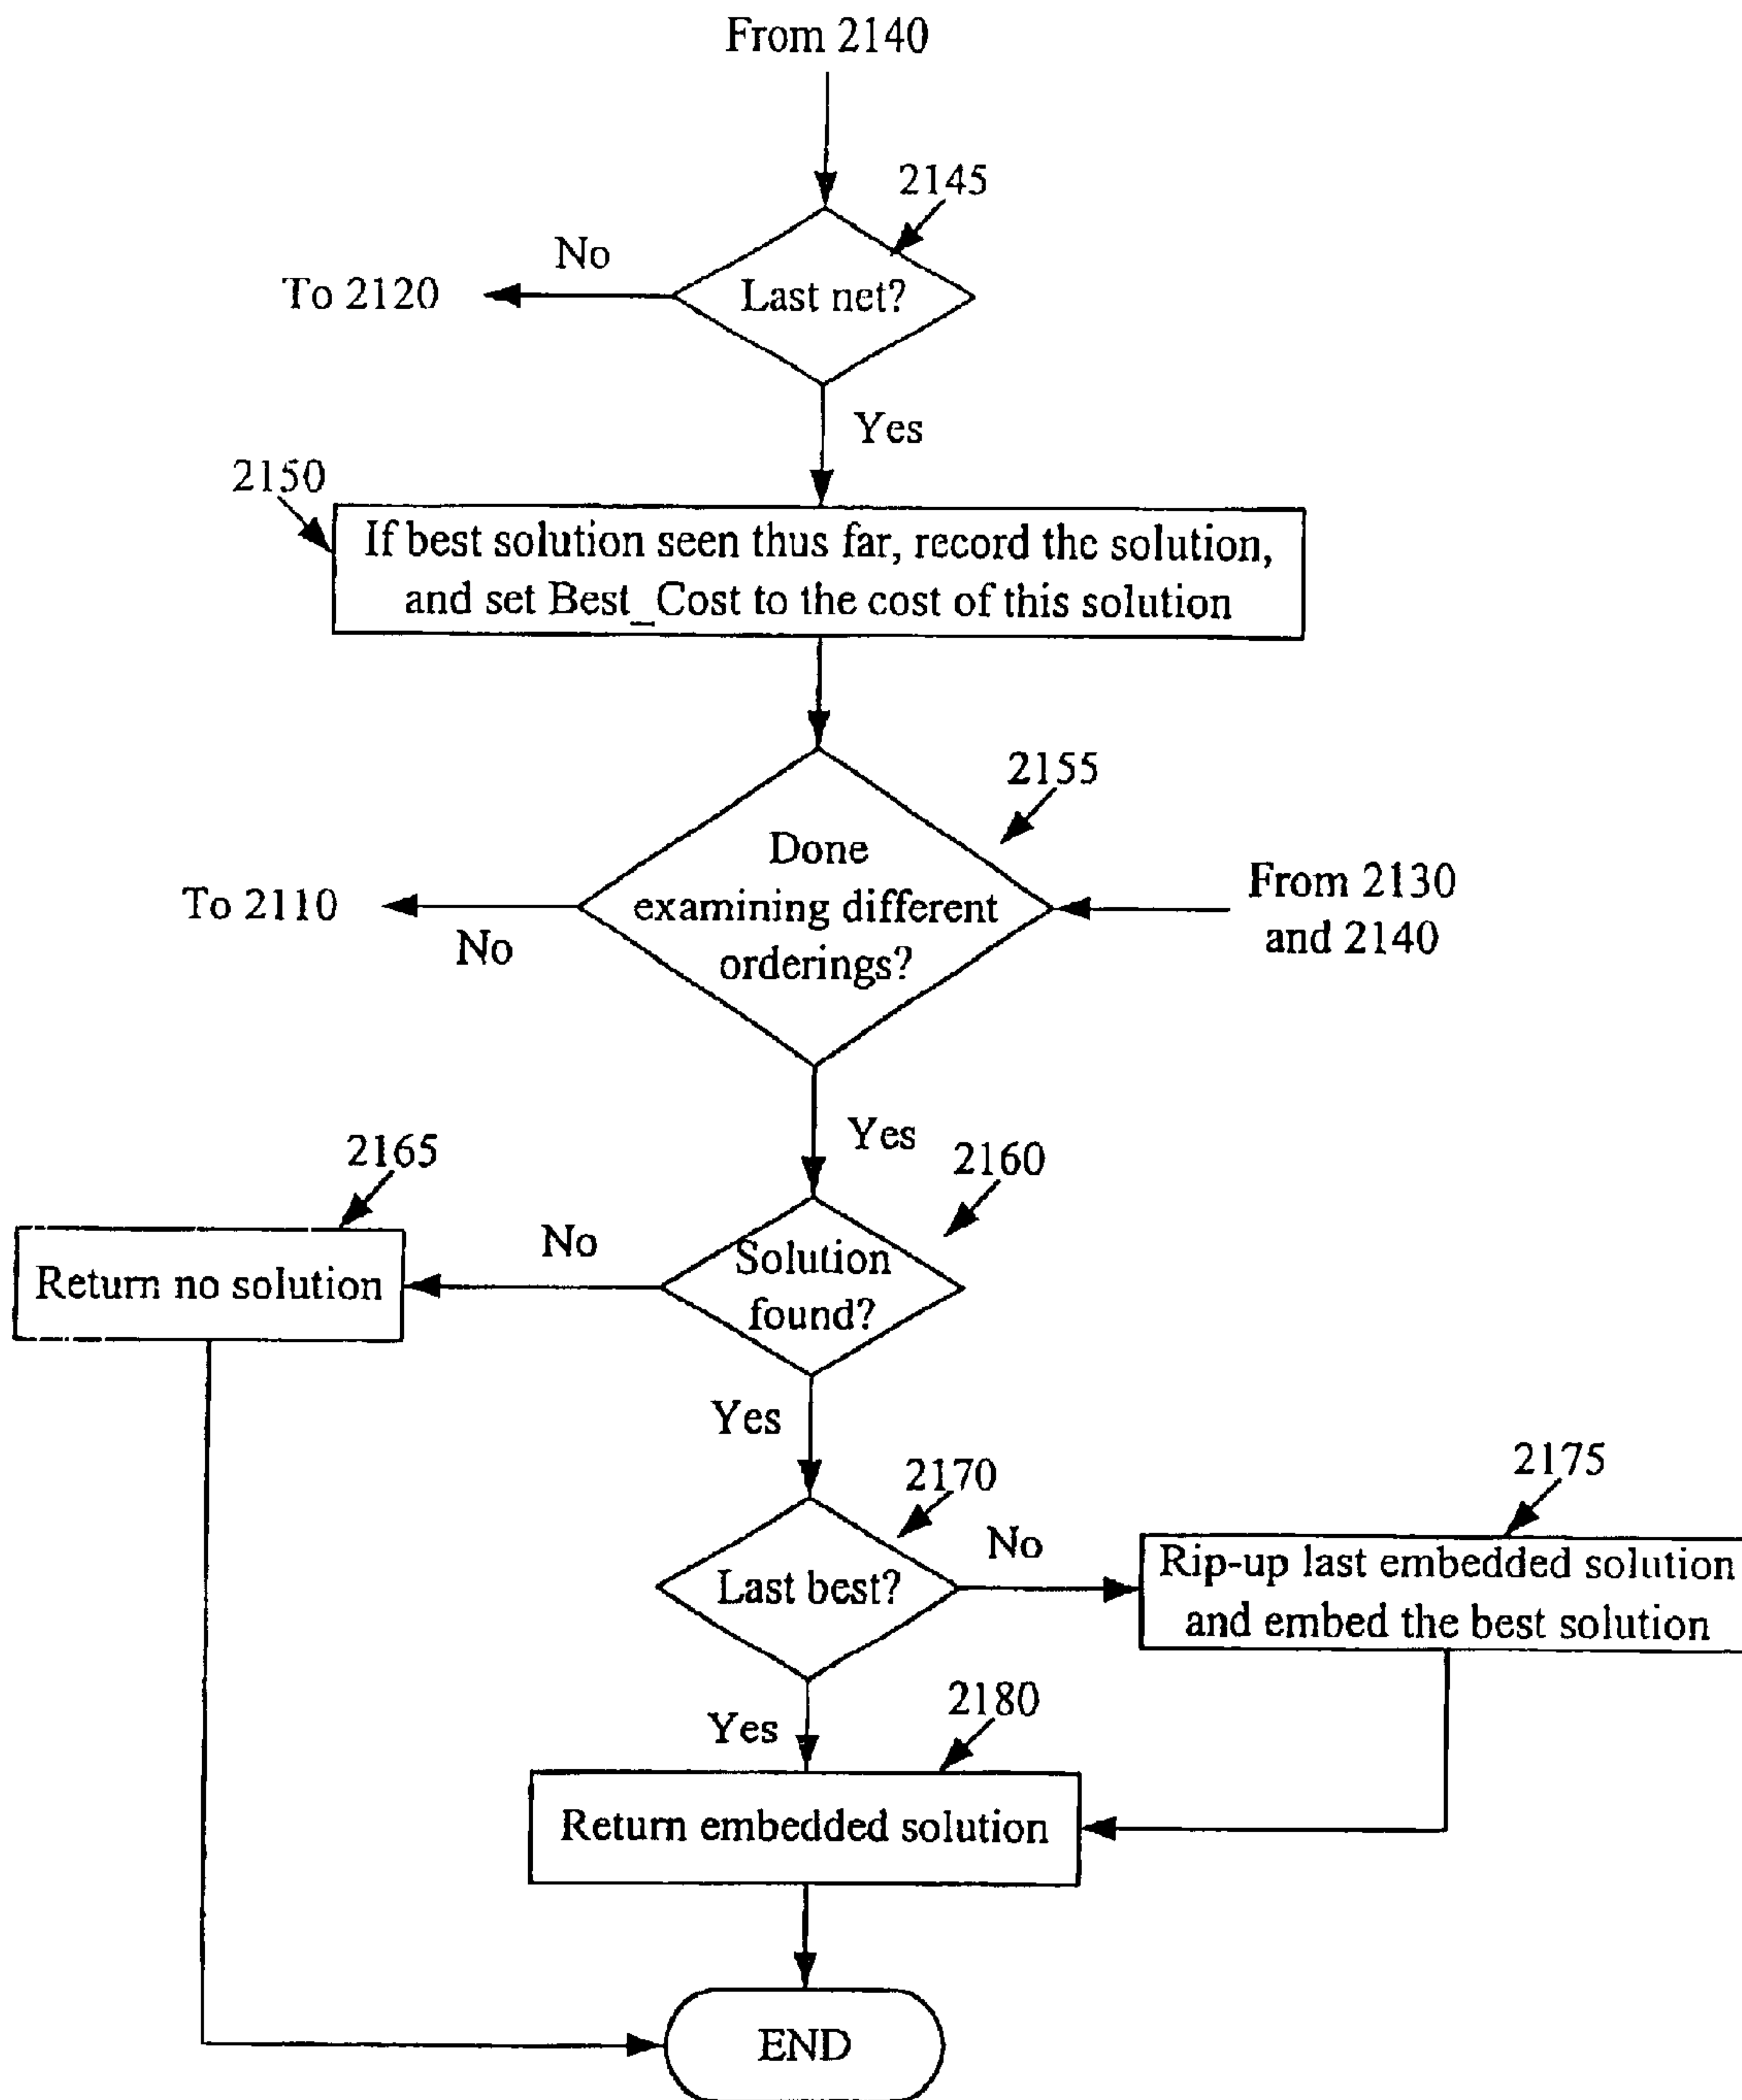 From 2140
2145
No
To 2120
Last net?
Yes
2150
If best solution seen thus far, record the solution,
and set Best_Cost to the cost of this solution
2155
Done
examining different
orderings?
To 2110
No
From 2130
and 2140
Yes
2160
2165
No
Solution
found?
Return no solution
Yes
2170
2175
No
Last best?
Rip-up last embedded solution
and embed the best solution
Yes
2180
Return embedded solution
END